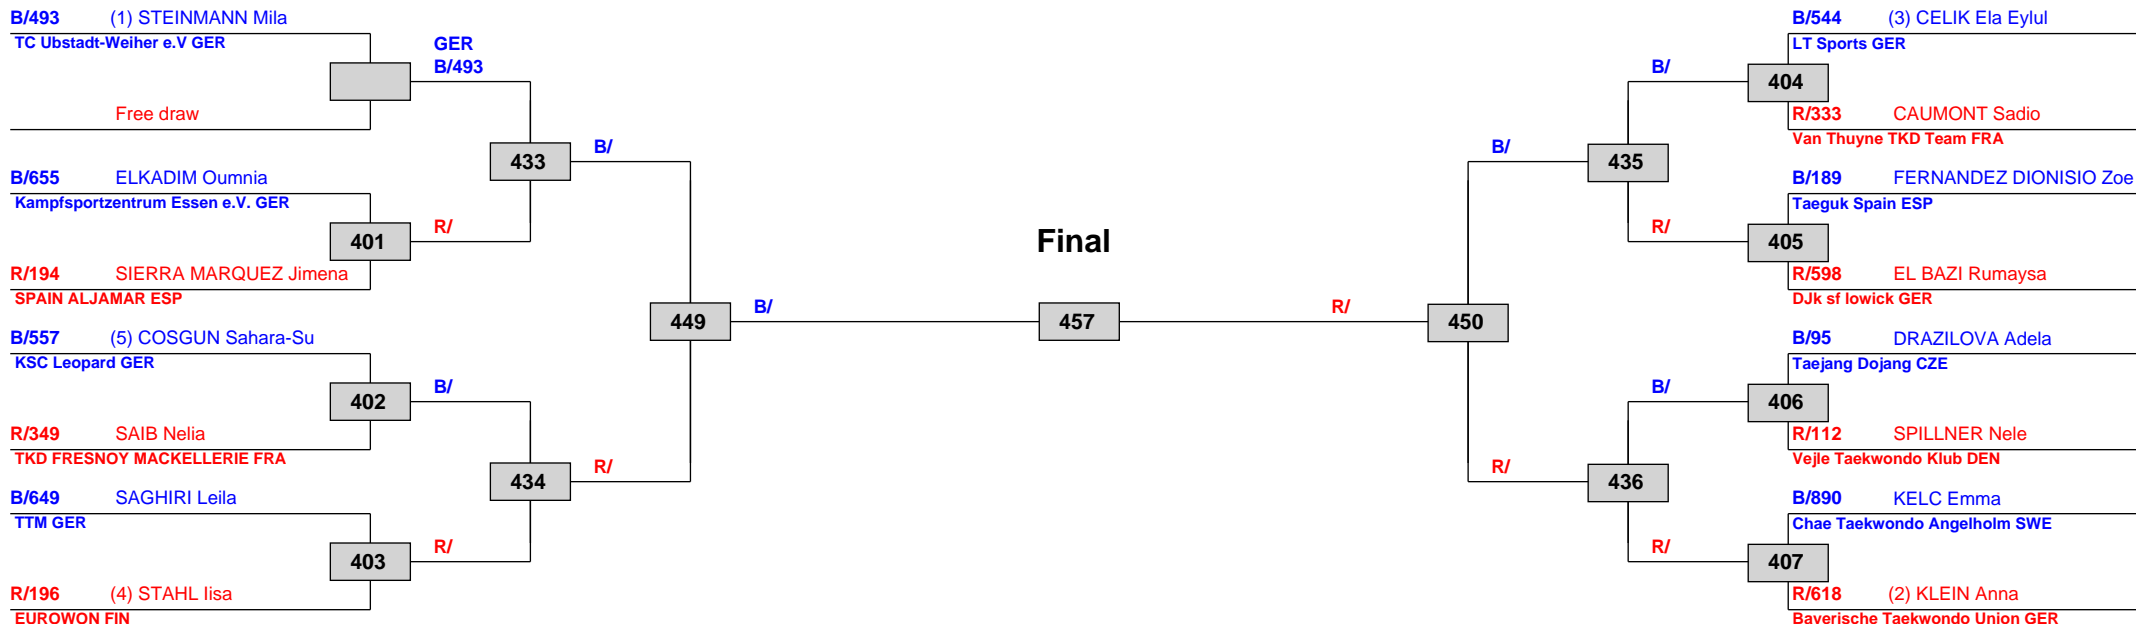 B/493 (1) STEINMANN Mila
TC Ubstadt-Weiher e.V GER
GER
B/493
Free draw
433
B/
B/655 ELKADIM Oumnia
Kampfsportzentrum Essen e.V. GER
401
R/
R/194 SIERRA MARQUEZ Jimena
SPAIN ALJAMAR ESP
449
B/
B/557 (5) COSGUN Sahara-Su
KSC Leopard GER
402
B/
R/349 SAIB Nelia
TKD FRESNOY MACKELLERIE FRA
434
R/
B/649 SAGHIRI Leila
TTM GER
403
R/
R/196 (4) STAHL Iisa
EUROWON FIN
Final
457
B/544 (3) CELIK Ela Eylul
LT Sports GER
B/
404
R/333 CAUMONT Sadio
Van Thuyne TKD Team FRA
B/
435
B/189 FERNANDEZ DIONISIO Zoe
Taeguk Spain ESP
R/
405
R/598 EL BAZI Rumaysa
DJk sf lowick GER
R/
450
B/95 DRAZILOVA Adela
Taejang Dojang CZE
B/
406
R/112 SPILLNER Nele
Vejle Taekwondo Klub DEN
R/
436
B/890 KELC Emma
Chae Taekwondo Angelholm SWE
R/
407
R/618 (2) KLEIN Anna
Bayerische Taekwondo Union GER